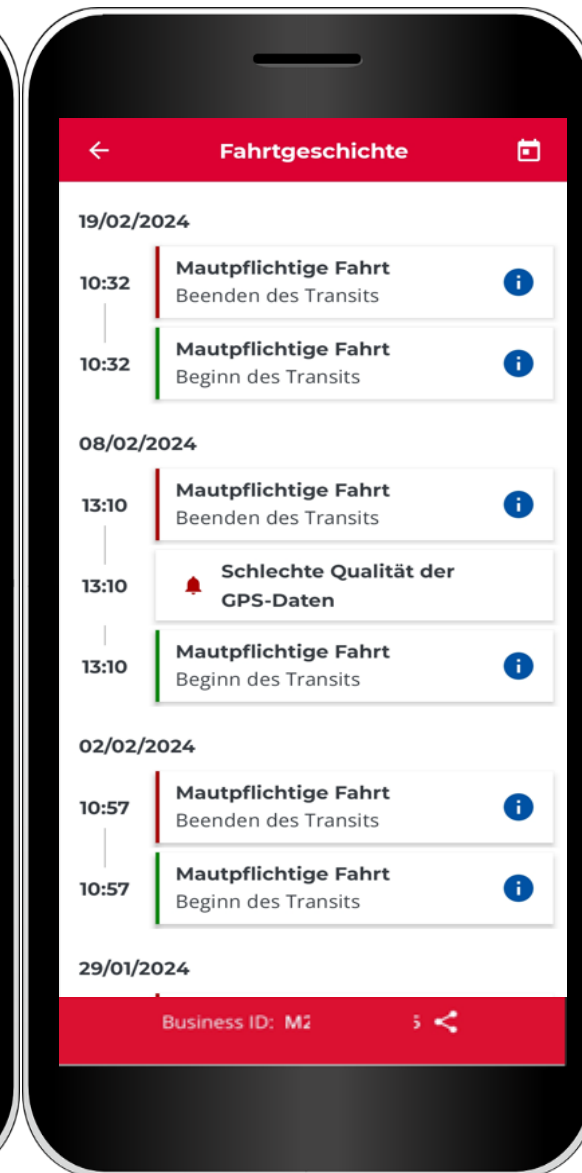 Fahrtgeschichte
19/02/2024
10:32
Mautpflichtige Fahrt
Beenden des Transits
10:32
Mautpflichtige Fahrt
Beginn des Transits
08/02/2024
13:10
Mautpflichtige Fahrt
Beenden des Transits
13:10
Schlechte Qualität der
GPS-Daten
13:10
Mautpflichtige Fahrt
Beginn des Transits
02/02/2024
10:57
Mautpflichtige Fahrt
Beenden des Transits
10:57
Mautpflichtige Fahrt
Beginn des Transits
29/01/2024
Business ID: